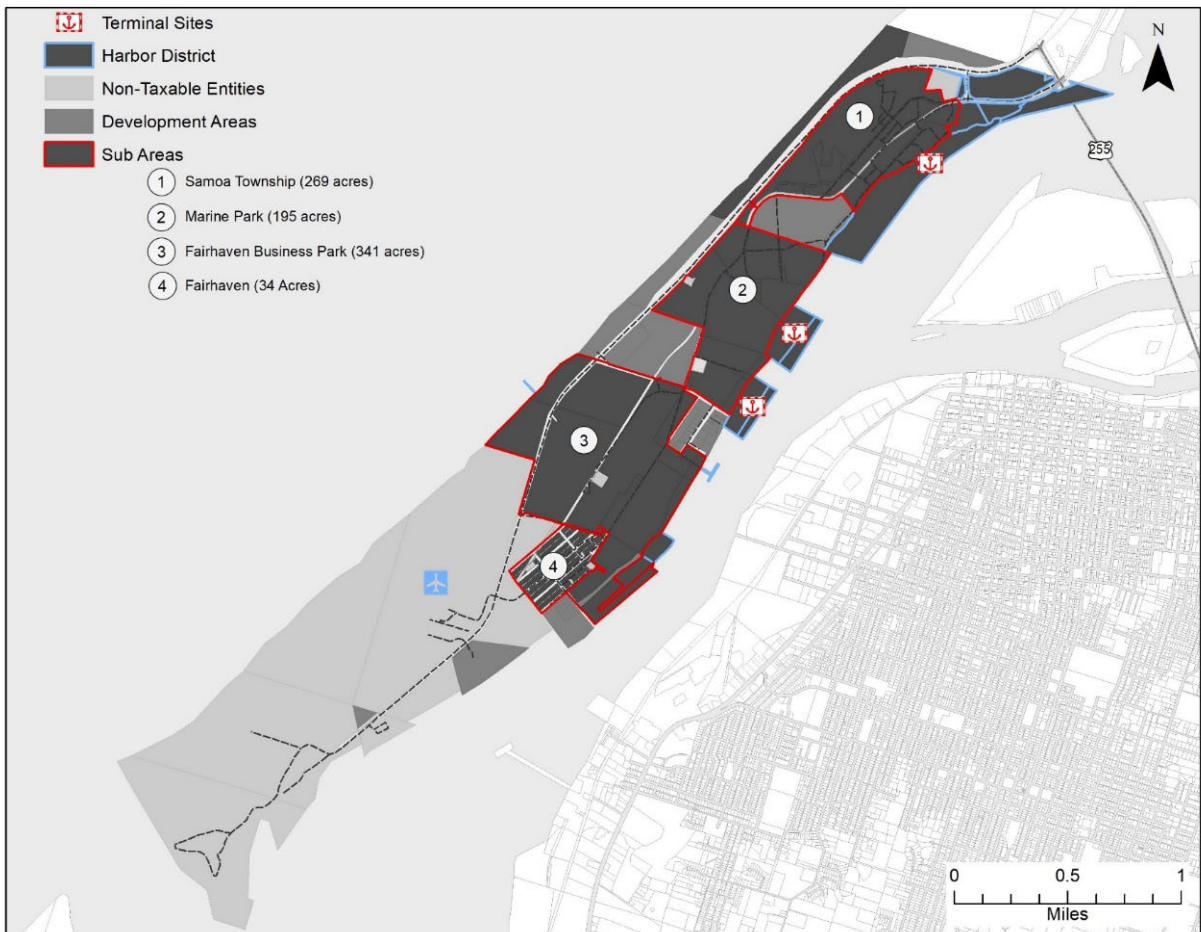 Terminal Sites
Harbor District
Non-Taxable Entities
Development Areas
Sub Areas
1 Samoa Township (269 acres)
2 Marine Park (195 acres)
3 Fairhaven Business Park (341 acres)
4 Fairhaven (34 Acres)
N
1
255
2
3
4
0 0.5 1
Miles